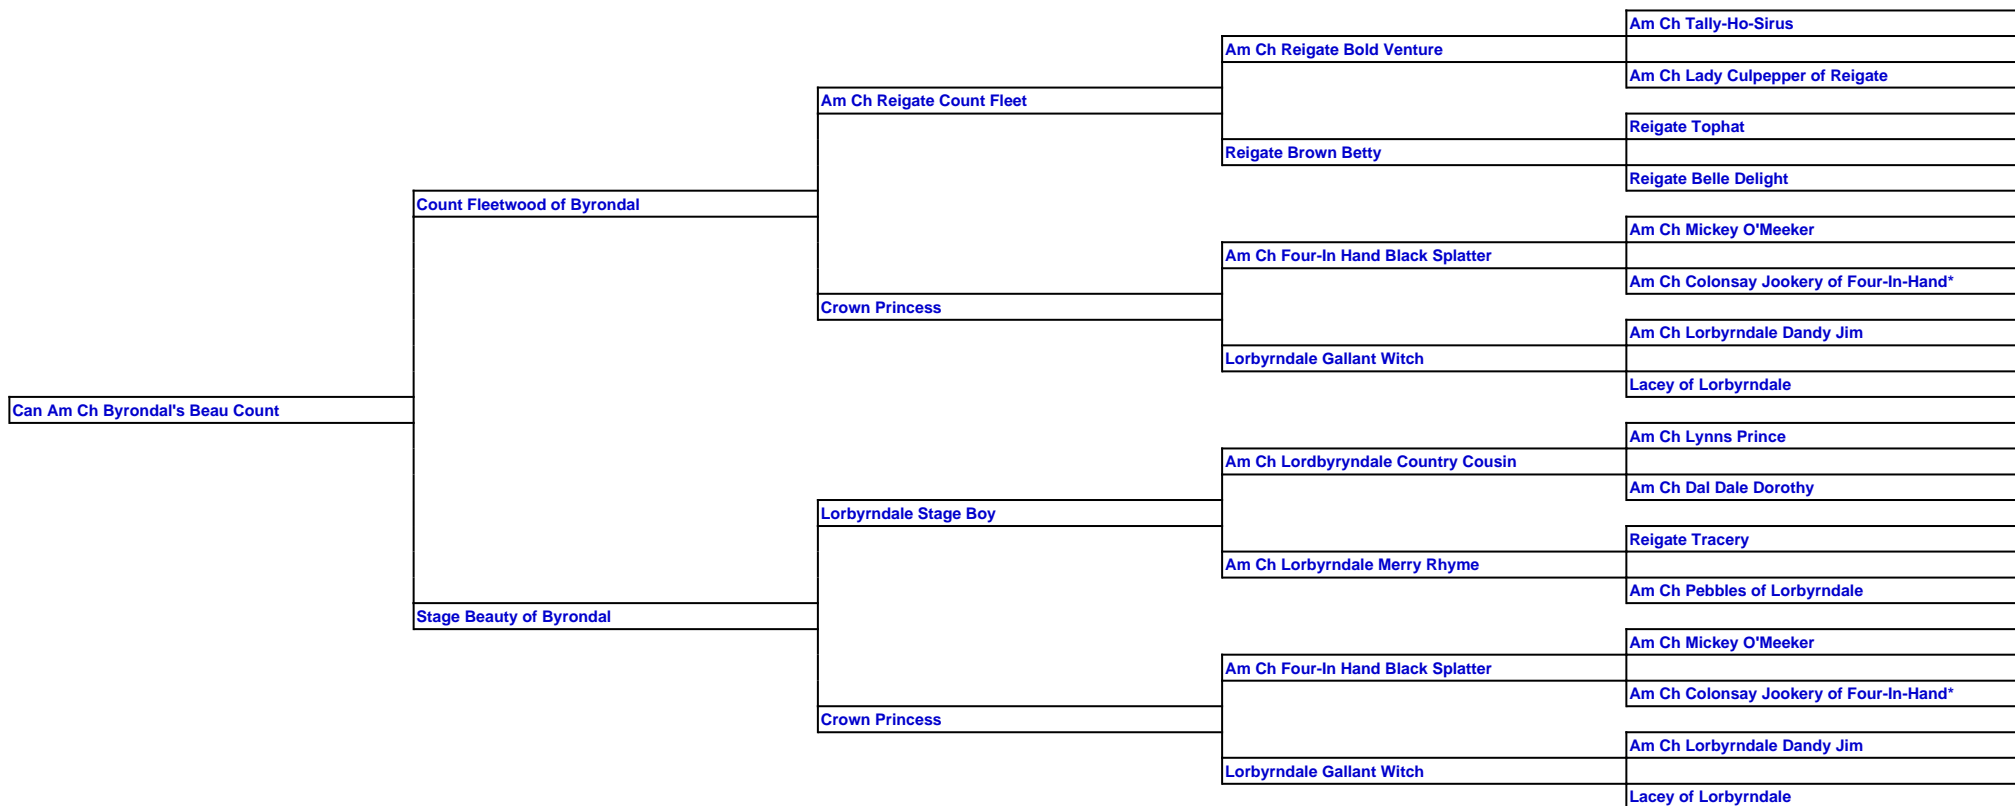 Am Ch Tally-Ho-Sirus
Am Ch Reigate Bold Venture
Am Ch Lady Culpepper of Reigate
Am Ch Reigate Count Fleet
Reigate Tophat
Reigate Brown Betty
Reigate Belle Delight
Count Fleetwood of Byrondal
Am Ch Mickey O'Meeker
Am Ch Four-In Hand Black Splatter
Am Ch Colonsay Jookery of Four-In-Hand*
Crown Princess
Am Ch Lorbyrndale Dandy Jim
Lorbyrndale Gallant Witch
Lacey of Lorbyrndale
Can Am Ch Byrondal's Beau Count
Am Ch Lynns Prince
Am Ch Lordbyryndale Country Cousin
Am Ch Dal Dale Dorothy
Lorbyrndale Stage Boy
Reigate Tracery
Am Ch Lorbyrndale Merry Rhyme
Am Ch Pebbles of Lorbyrndale
Stage Beauty of Byrondal
Am Ch Mickey O'Meeker
Am Ch Four-In Hand Black Splatter
Am Ch Colonsay Jookery of Four-In-Hand*
Crown Princess
Am Ch Lorbyrndale Dandy Jim
Lorbyrndale Gallant Witch
Lacey of Lorbyrndale